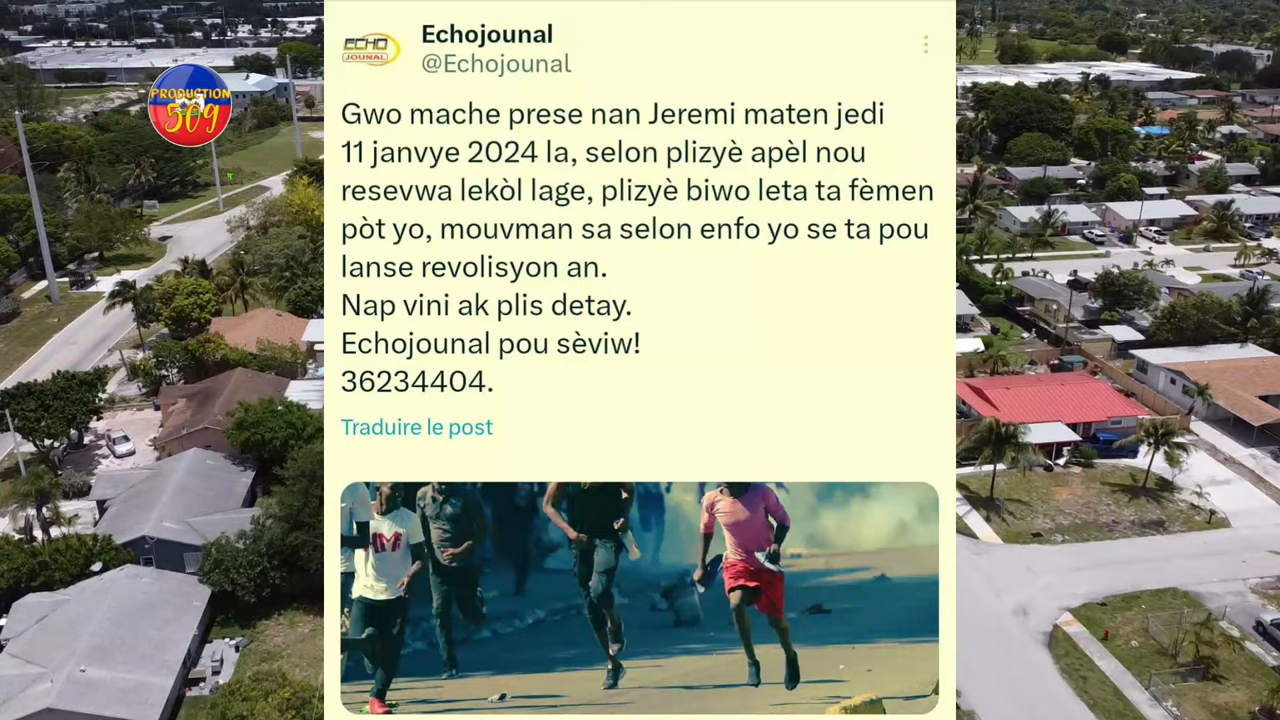 PRODUCTION
509
ECHO
JOUNAL
Echojounal
@Echojounal
Gwo mache prese nan Jeremi maten jedi
11 janvye 2024 la, selon plizyè apèl nou
resevwa lekòl lage, plizyè biwo leta ta fèmen
pòt yo, mouvman sa selon enfo yo se ta pou
lanse revolisyon an.
Nap vini ak plis detay.
Echojounal pou sèviw!
36234404.
Traduire le post